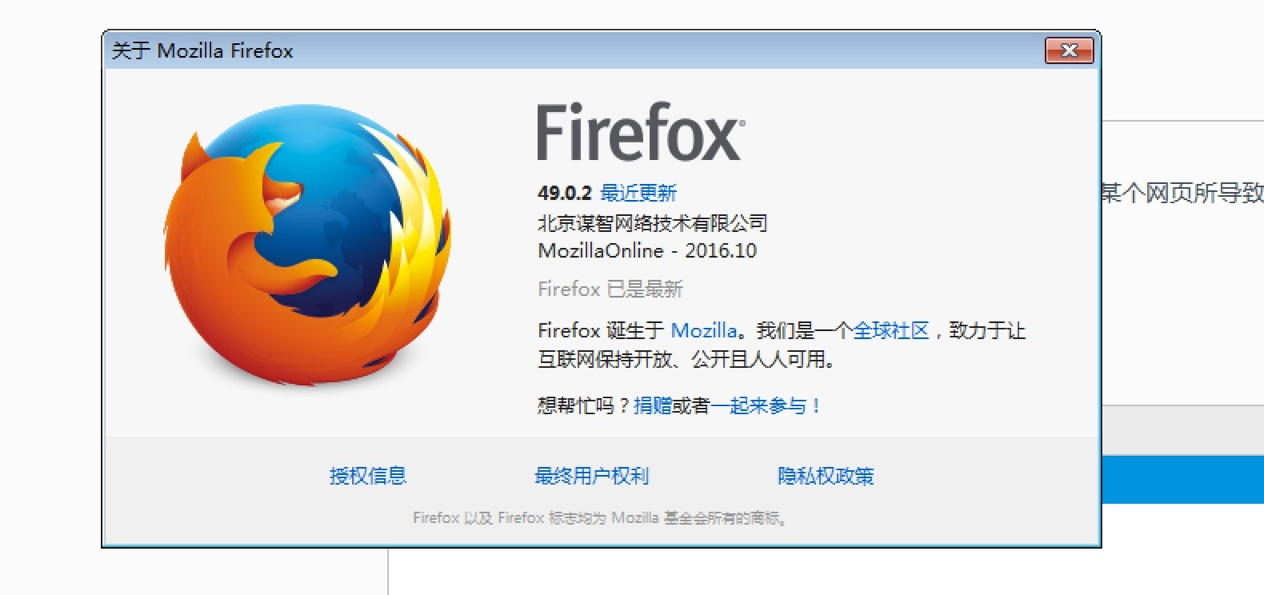 关于 Mozilla Firefox
Firefox
49.0.2 最近更新
北京谋智网络技术有限公司
MozillaOnline - 2016.10
Firefox 已是最新
Firefox 诞生于 Mozilla。我们是一个全球社区，致力于让
互联网保持开放、公开且人人可用。
想帮忙吗？捐赠或者一起来参与！
授权信息 最终用户权利 隐私权政策
Firefox 以及 Firefox 标志均为 Mozilla 基金会所有的商标。
某个网页所导致